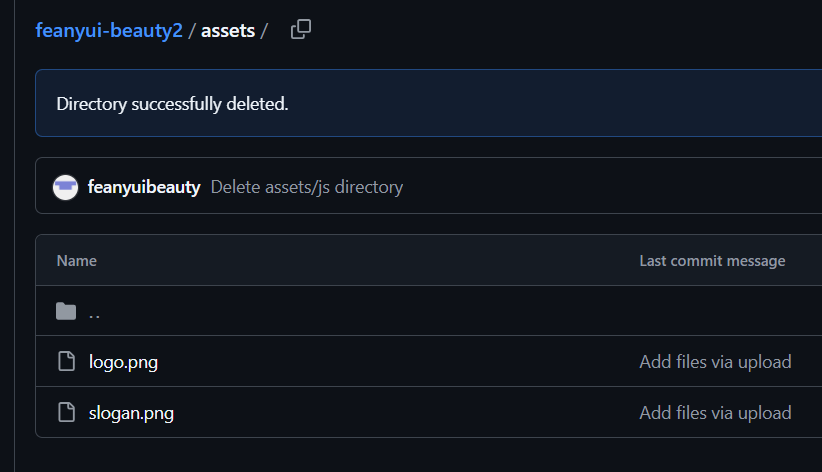 feanyui-beauty2 / assets /
Directory successfully deleted.
feanyuibeauty Delete assets/js directory
Name Last commit message
..
logo.png Add files via upload
slogan.png Add files via upload